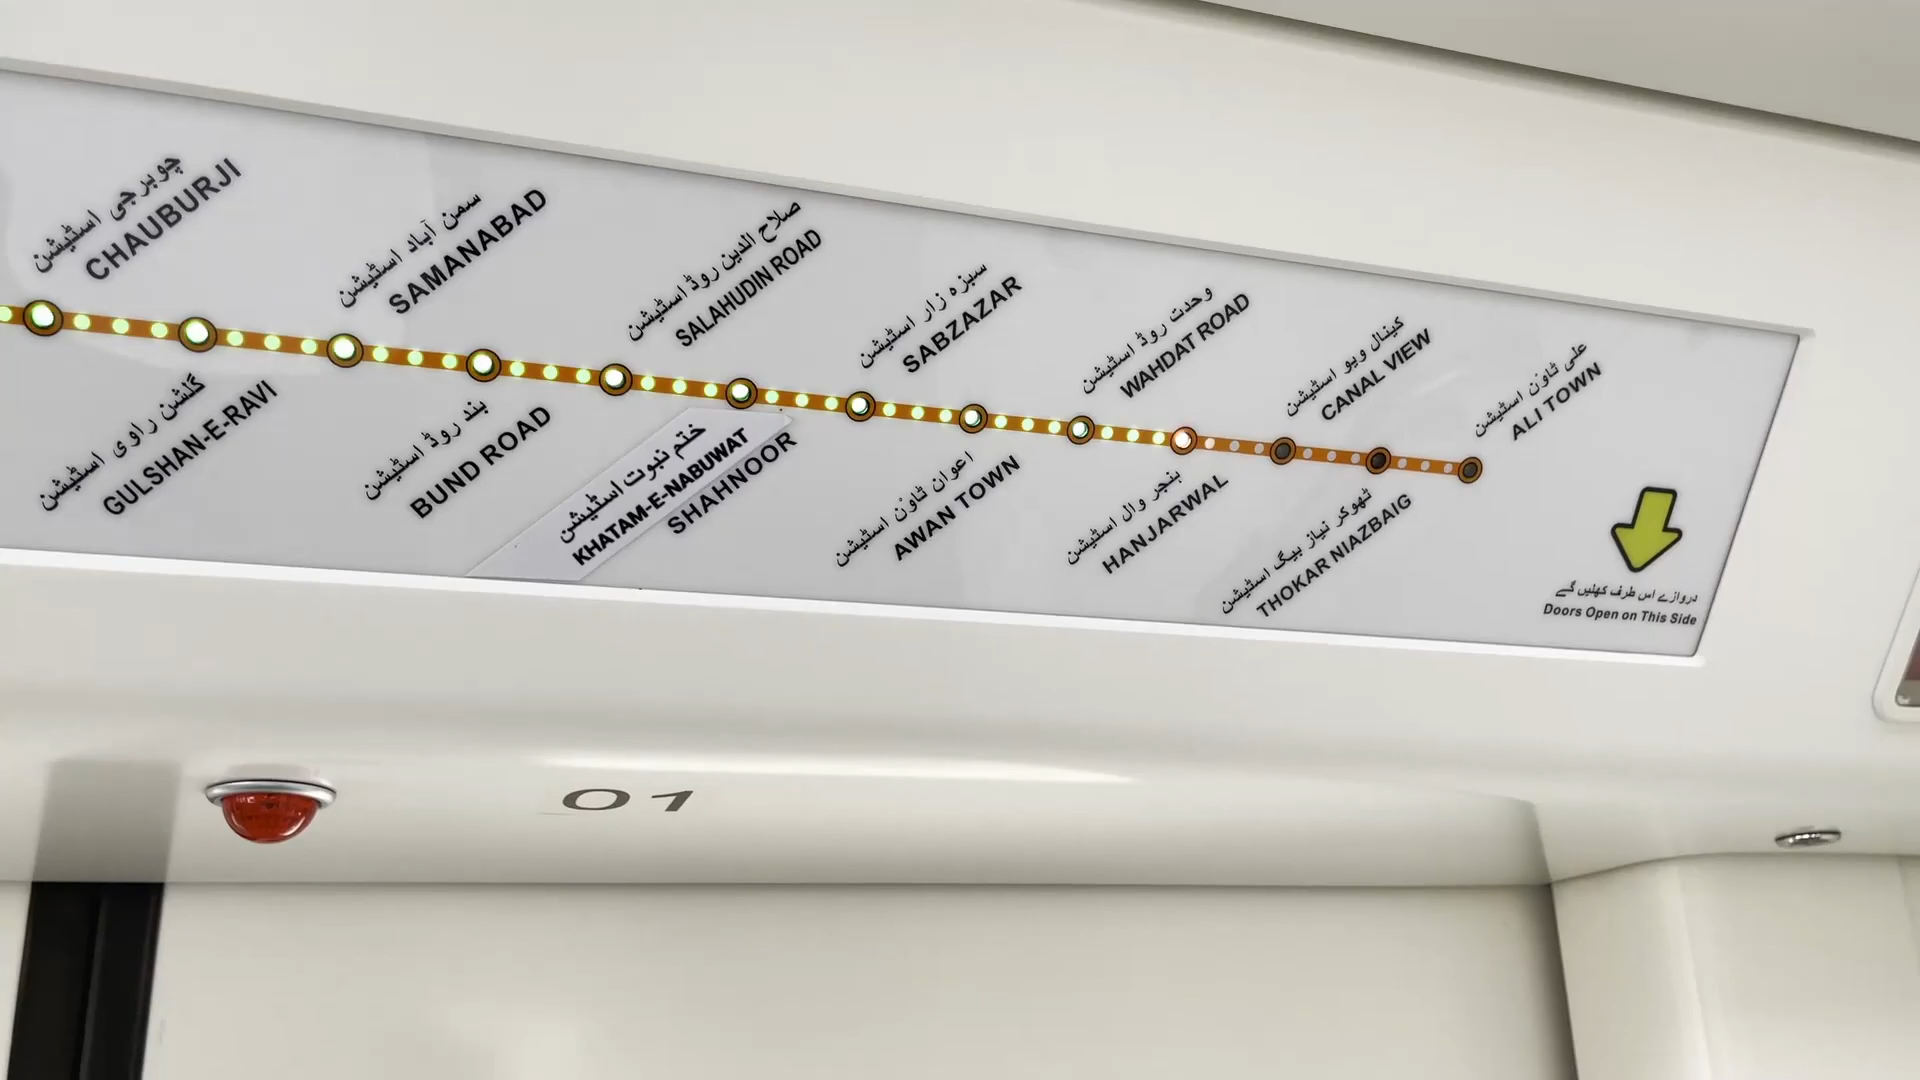 چوبرجی اسٹیشن
CHAUBURJI
گلشن راوی اسٹیشن
GULSHAN-E-RAVI
سمن آباد اسٹیشن
SAMANABAD
بند روڈ اسٹیشن
BUND ROAD
صلاح الدین روڈ اسٹیشن
SALAHUDIN ROAD
ختم نبوت اسٹیشن
KHATAM-E-NABUWAT
SHAHNOOR
سبزہ زار اسٹیشن
SABZAZAR
اعوان ٹاؤن اسٹیشن
AWAN TOWN
وحدت روڈ اسٹیشن
WAHDAT ROAD
ہنجر وال اسٹیشن
HANJARWAL
کینال ویو اسٹیشن
CANAL VIEW
ٹھوکر نیاز بیگ اسٹیشن
THOKAR NIAZBAIG
علی ٹاؤن اسٹیشن
ALI TOWN
دروازے اس طرف کھلیں گے
Doors Open on This Side
01